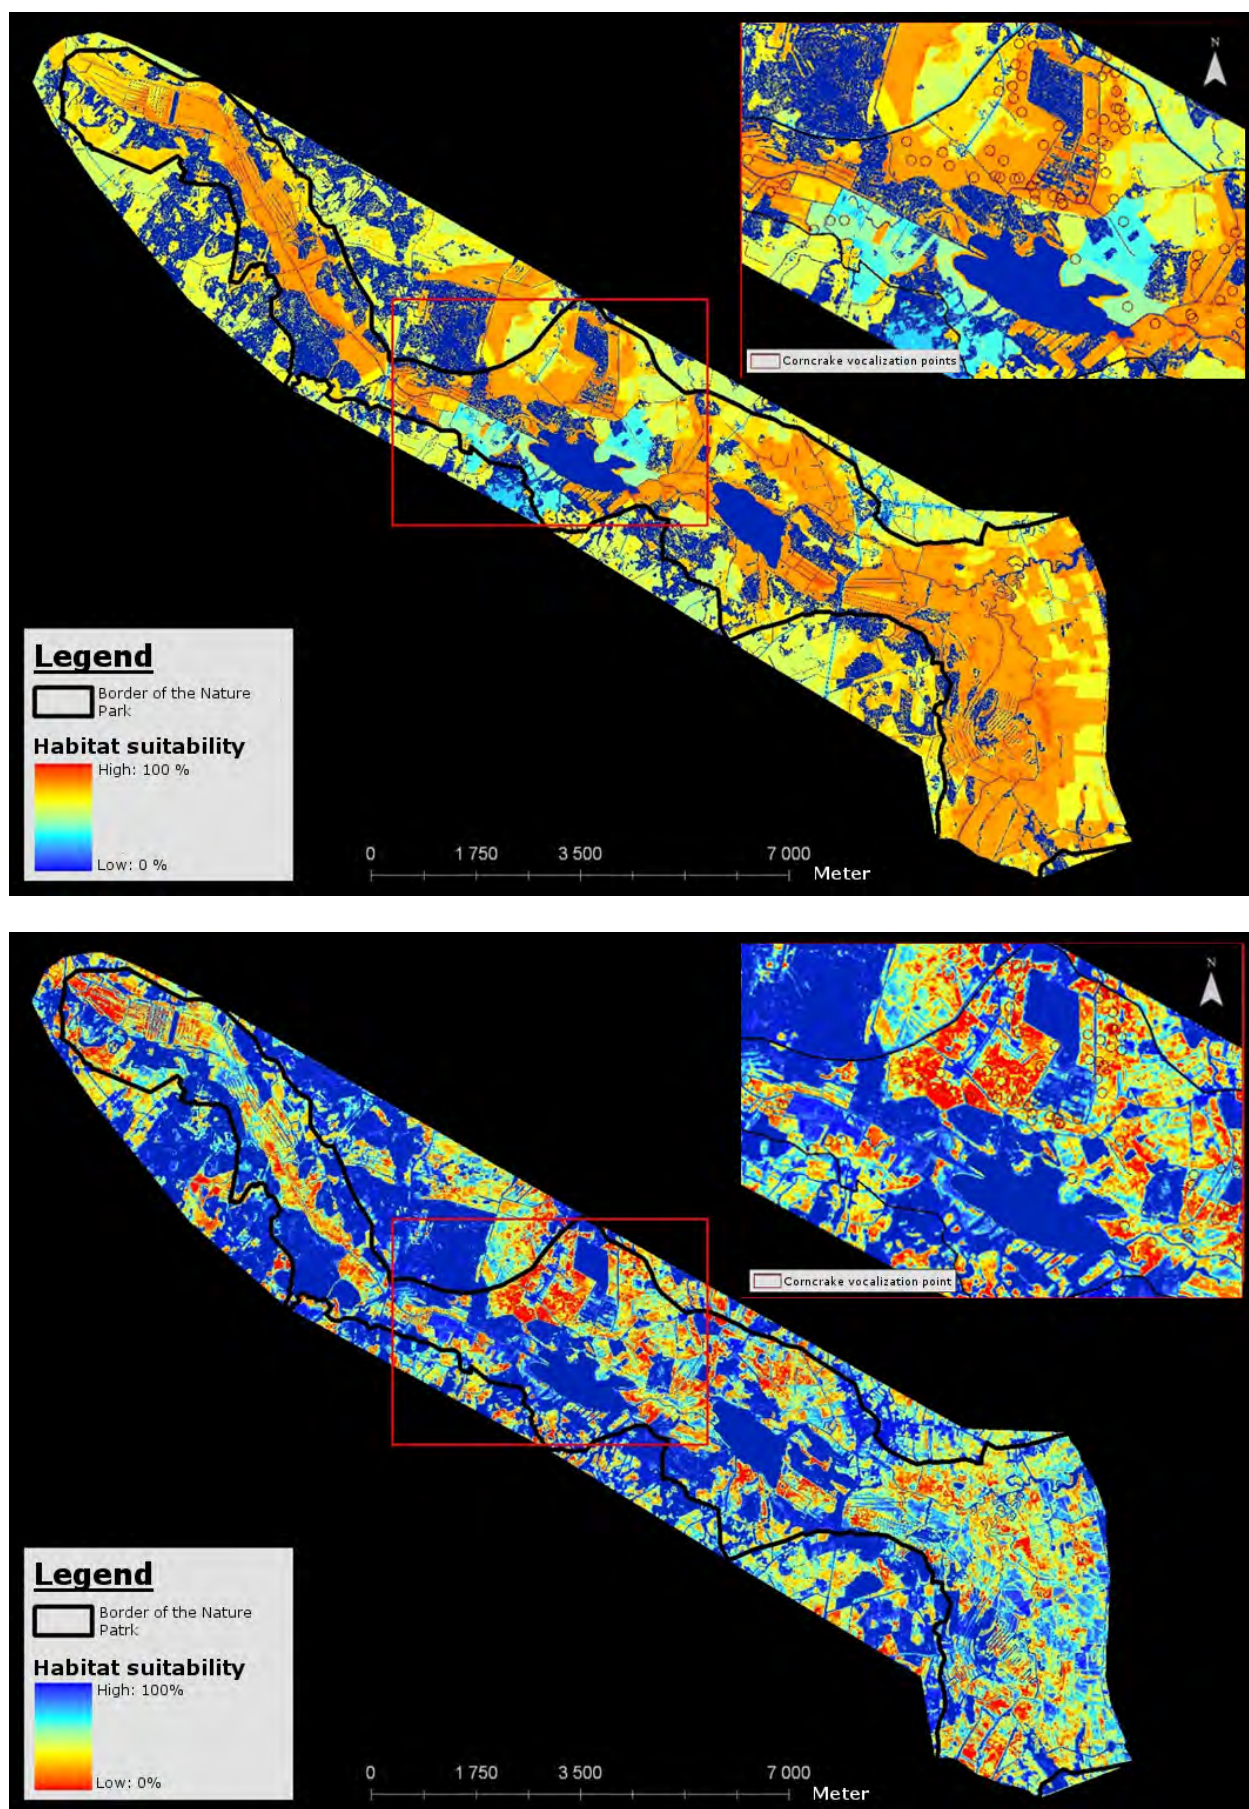 N
Corncrake vocalization points
Legend
Border of the Nature
Park
Habitat suitability
High: 100 %
Low: 0 %
0 1 750 3 500 7 000
Meter
N
Corncrake vocalization point
Legend
Border of the Nature
Patrk
Habitat suitability
High: 100%
Low: 0%
0 1 750 3 500 7 000
Meter